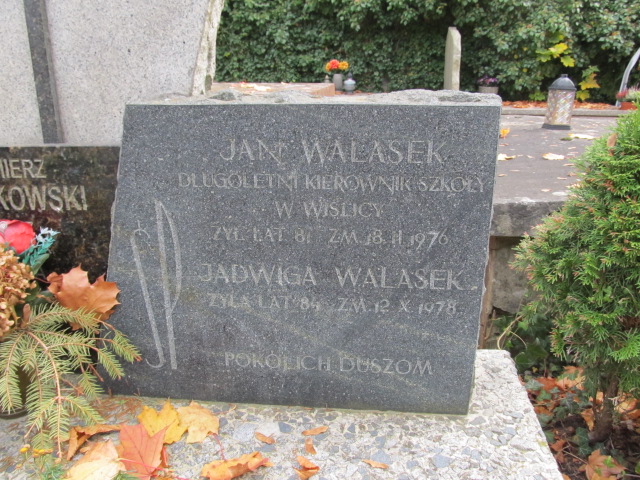 MIERZ
KOWSKI
JAN WALASEK
DŁUGOLETNI KIEROWNIK SZKOŁY
W WIŚLICY
ŻYŁ LAT 81 ZM. 18.II 1976
JADWIGA WALASEK
ŻYŁA LAT 84 ZM. 12 X 1978
POKÓJ ICH DUSZOM